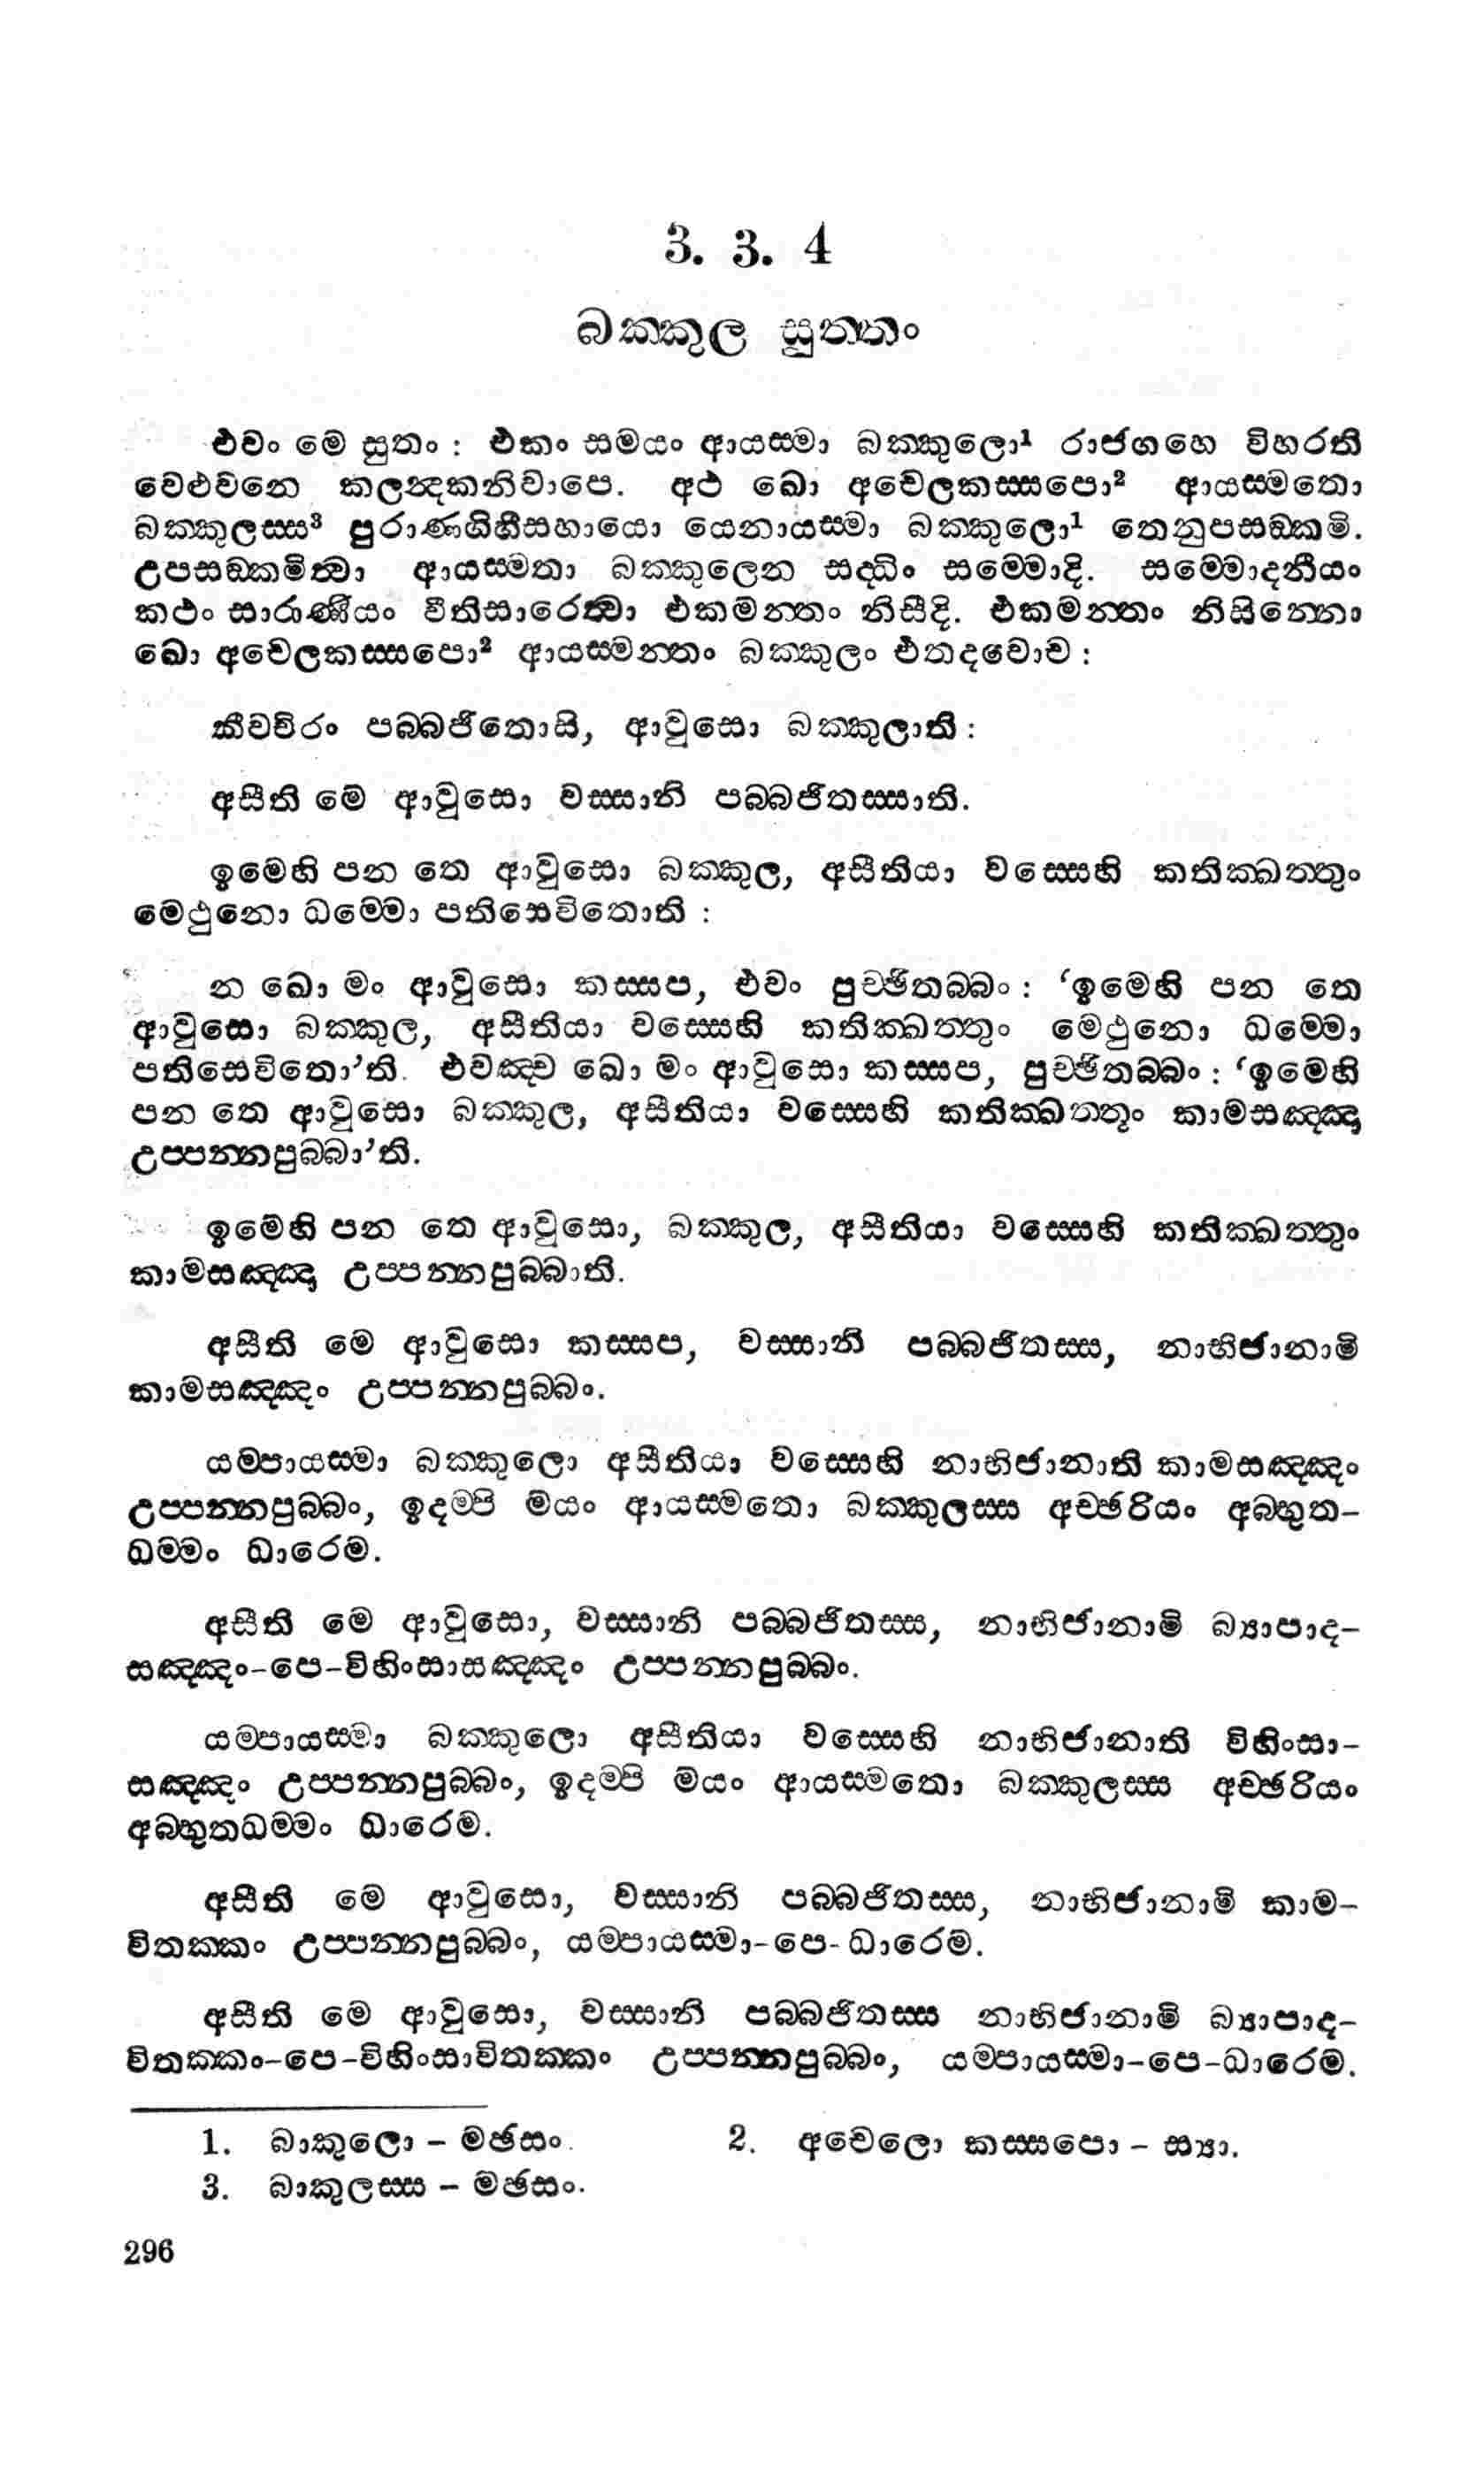 3. 3. 4
බක්කුල සුත්තං
එවං මෙ සුතං : එකං සමයං ආයස්මා බක්කුලො¹ රාජගහෙ විහරති
වෙළුවනෙ කලන්දකනිවාපෙ. අථ ඛො අචෙලකස්සපො² ආයස්මතො
බක්කුලස්ස³ පුරාණගිහීසහායො යෙනායස්මා බක්කුලො¹ තෙනුපසඞ්කමි.
උපසඞ්කමිත්වා ආයස්මතා බක්කුලෙන සද්ධිං සම්මොදි. සම්මොදනීයං
කථං සාරාණීයං වීතිසාරෙත්වා එකමන්තං නිසීදි. එකමන්තං නිසින්නො
ඛො අචෙලකස්සපො² ආයස්මන්තං බක්කුලං එතදවොච :
කීවචිරං පබ්බජිතොසි, ආවුසො බක්කුලාති :
අසීති මෙ ආවුසො වස්සානි පබ්බජිතස්සාති.
ඉමෙහි පන තෙ ආවුසො බක්කුල, අසීතියා වස්සෙහි කතික්ඛත්තුං
මෙථුනො ධම්මො පතිසෙවිතොති :
න ඛො මං ආවුසො කස්සප, එවං පුච්ඡිතබ්බං : ‘ඉමෙහි පන තෙ
ආවුසො බක්කුල, අසීතියා වස්සෙහි කතික්ඛත්තුං මෙථුනො ධම්මො
පතිසෙවිතො’ති. එවඤ්ච ඛො මං ආවුසො කස්සප, පුච්ඡිතබ්බං : ‘ඉමෙහි
පන තෙ ආවුසො බක්කුල, අසීතියා වස්සෙහි කතික්ඛත්තූං කාමසඤ්ඤා
උප්පන්නපුබ්බා’ති.
ඉමෙහි පන තෙ ආවුසො, බක්කුල, අසීතියා වස්සෙහි කතික්ඛත්තුං
කාමසඤ්ඤා උප්පන්නපුබ්බාති.
අසීති මෙ ආවුසො කස්සප, වස්සානි පබ්බජිතස්ස, නාභිජානාමි
කාමසඤ්ඤං උප්පන්නපුබ්බං.
යම්පායස්මා බක්කුලො අසීතියා වස්සෙහි නාභිජානාති කාමසඤ්ඤං
උප්පන්නපුබ්බං, ඉදම්පි මයං ආයස්මතො බක්කුලස්ස අච්ඡරියං අබ්භුත-
ධම්මං ධාරෙම.
අසීති මෙ ආවුසො, වස්සානි පබ්බජිතස්ස, නාභිජානාමි බ්‍යාපාද-
සඤ්ඤං-පෙ-විහිංසාසඤ්ඤං උප්පන්නපුබ්බං.
යම්පායස්මා බක්කුලො අසීතියා වස්සෙහි නාභිජානාති විහිංසා-
සඤ්ඤං උප්පන්නපුබ්බං, ඉදම්පි මයං ආයස්මතො බක්කුලස්ස අච්ඡරියං
අබ්භුතධම්මං ධාරෙම.
අසීති මෙ ආවුසො, වස්සානි පබ්බජිතස්ස, නාභිජානාමි කාම-
විතක්කං උප්පන්නපුබ්බං, යම්පායස්මා-පෙ-ධාරෙම.
අසීති මෙ ආවුසො, වස්සානි පබ්බජිතස්ස නාභිජානාමි බ්‍යාපාද-
විතක්කං-පෙ-විහිංසාවිතක්කං උප්පන්නපුබ්බං, යම්පායස්මා-පෙ-ධාරෙම.
1. බාකුලො - මඡසං. 2. අචෙලො කස්සපො - ස්‍යා.
3. බාකුලස්ස - මඡසං.
296